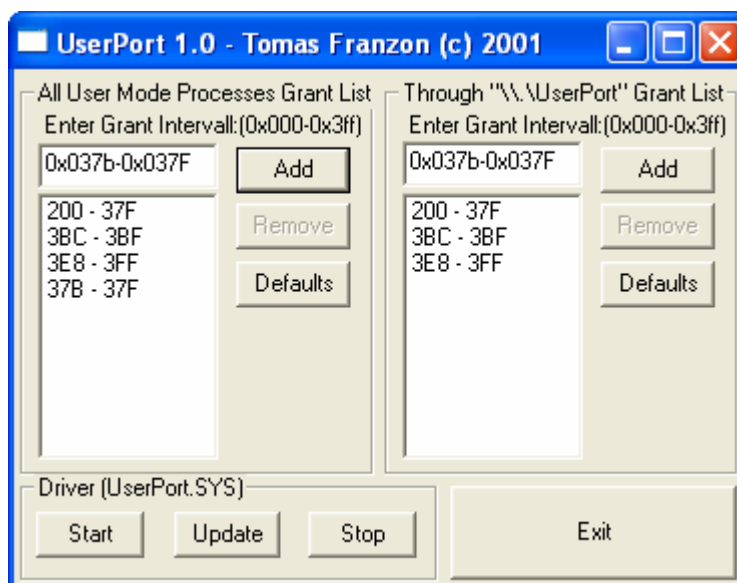 UserPort 1.0 - Tomas Franzon (c) 2001
All User Mode Processes Grant List
Enter Grant Intervall:(0x000-0x3ff)
0x037b-0x037F
Add
200 - 37F
3BC - 3BF
3E8 - 3FF
37B - 37F
Remove
Defaults
Through "\\.\UserPort" Grant List
Enter Grant Intervall:(0x000-0x3ff)
0x037b-0x037F
Add
200 - 37F
3BC - 3BF
3E8 - 3FF
Remove
Defaults
Driver (UserPort.SYS)
Start
Update
Stop
Exit